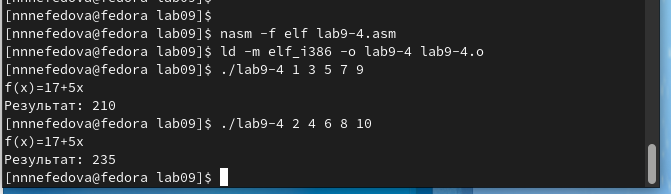 [nnnefedova@fedora lab09]$
[nnnefedova@fedora lab09]$ nasm -f elf lab9-4.asm
[nnnefedova@fedora lab09]$ ld -m elf_i386 -o lab9-4 lab9-4.o
[nnnefedova@fedora lab09]$ ./lab9-4 1 3 5 7 9
f(x)=17+5x
Результат: 210
[nnnefedova@fedora lab09]$ ./lab9-4 2 4 6 8 10
f(x)=17+5x
Результат: 235
[nnnefedova@fedora lab09]$